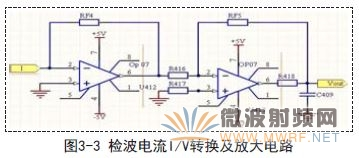 RF4
RF5
+5V
+5V
Op 07
OP07
I
R416
R417
R418
Vout
U412
C409
-5V
-5V
微波射频网
WWW.MWRF.NET
图3-3 检波电流I/V转换及放大电路